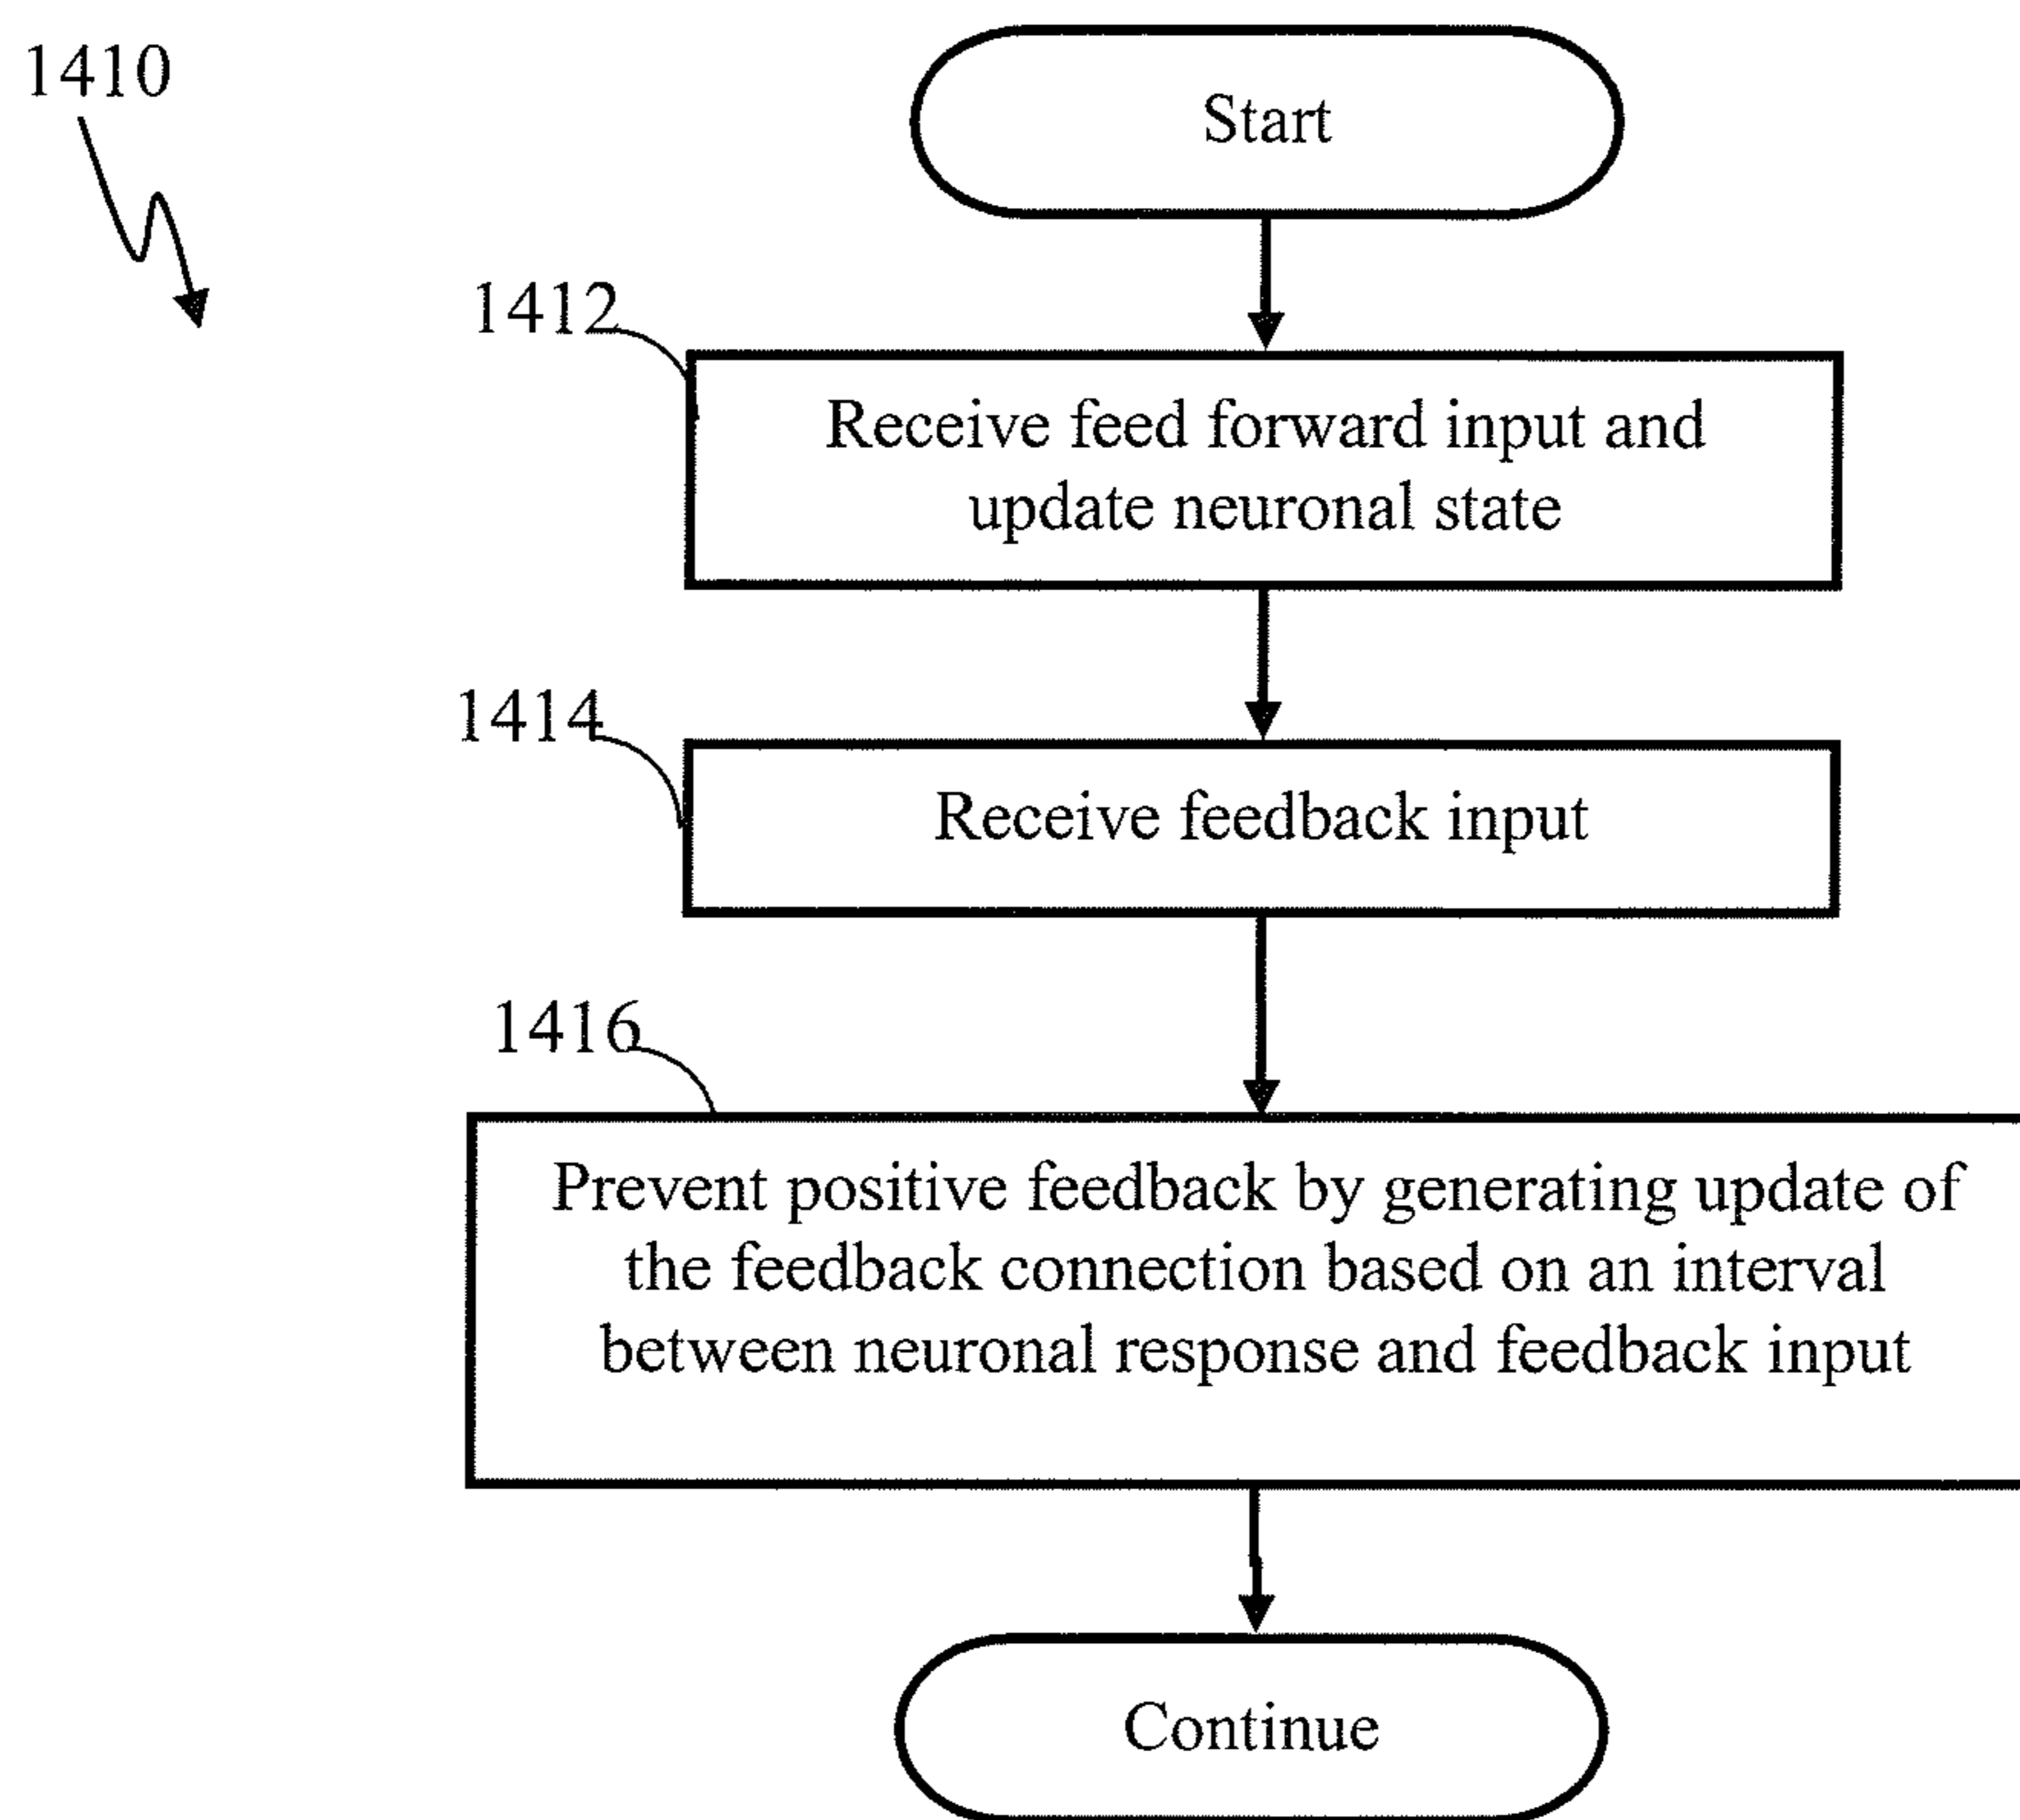 1410
Start
1412
Receive feed forward input and
update neuronal state
1414
Receive feedback input
1416
Prevent positive feedback by generating update of
the feedback connection based on an interval
between neuronal response and feedback input
Continue